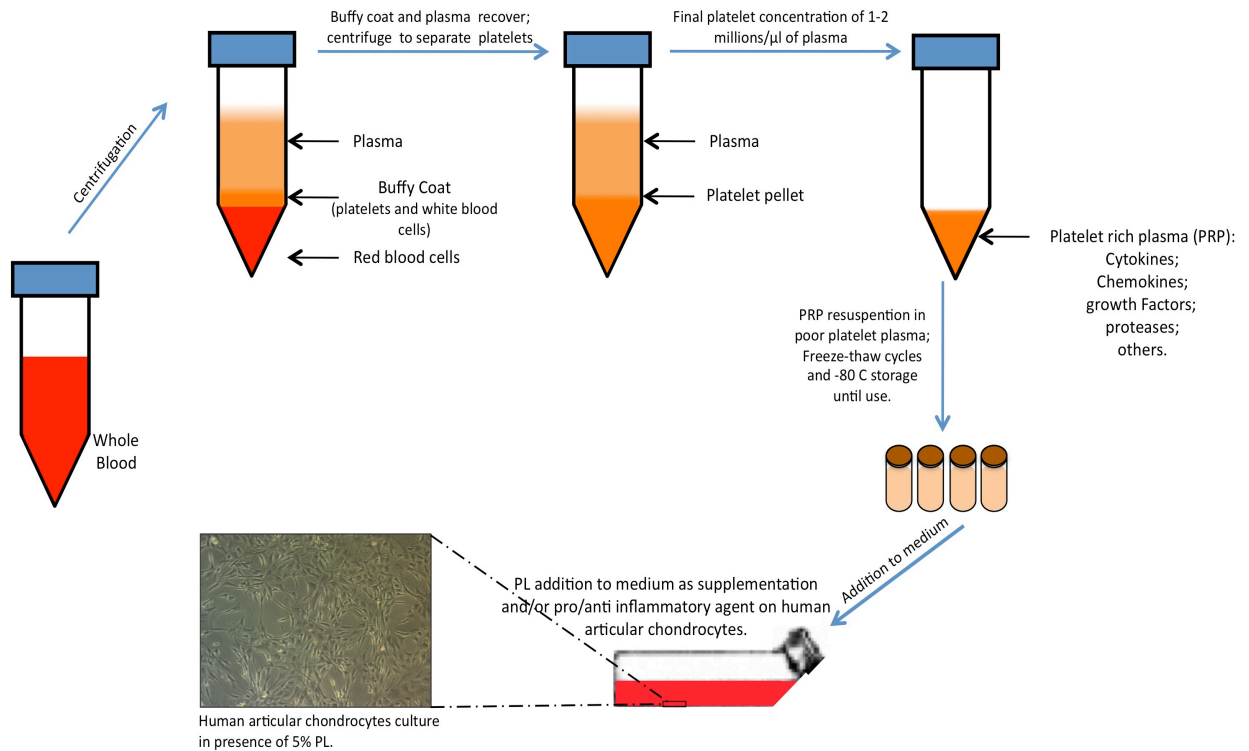 Buffy coat and plasma recover;
centrifuge to separate platelets
Final platelet concentration of 1-2
millions/μl of plasma
Centrifugation
Plasma
Buffy Coat
(platelets and white blood
cells)
Red blood cells
Plasma
Platelet pellet
Platelet rich plasma (PRP):
Cytokines;
Chemokines;
growth Factors;
proteases;
others.
Whole
Blood
PRP resuspention in
poor platelet plasma;
Freeze-thaw cycles
and -80 C storage
until use.
Addition to medium
PL addition to medium as supplementation
and/or pro/anti inflammatory agent on human
articular chondrocytes.
Human articular chondrocytes culture
in presence of 5% PL.